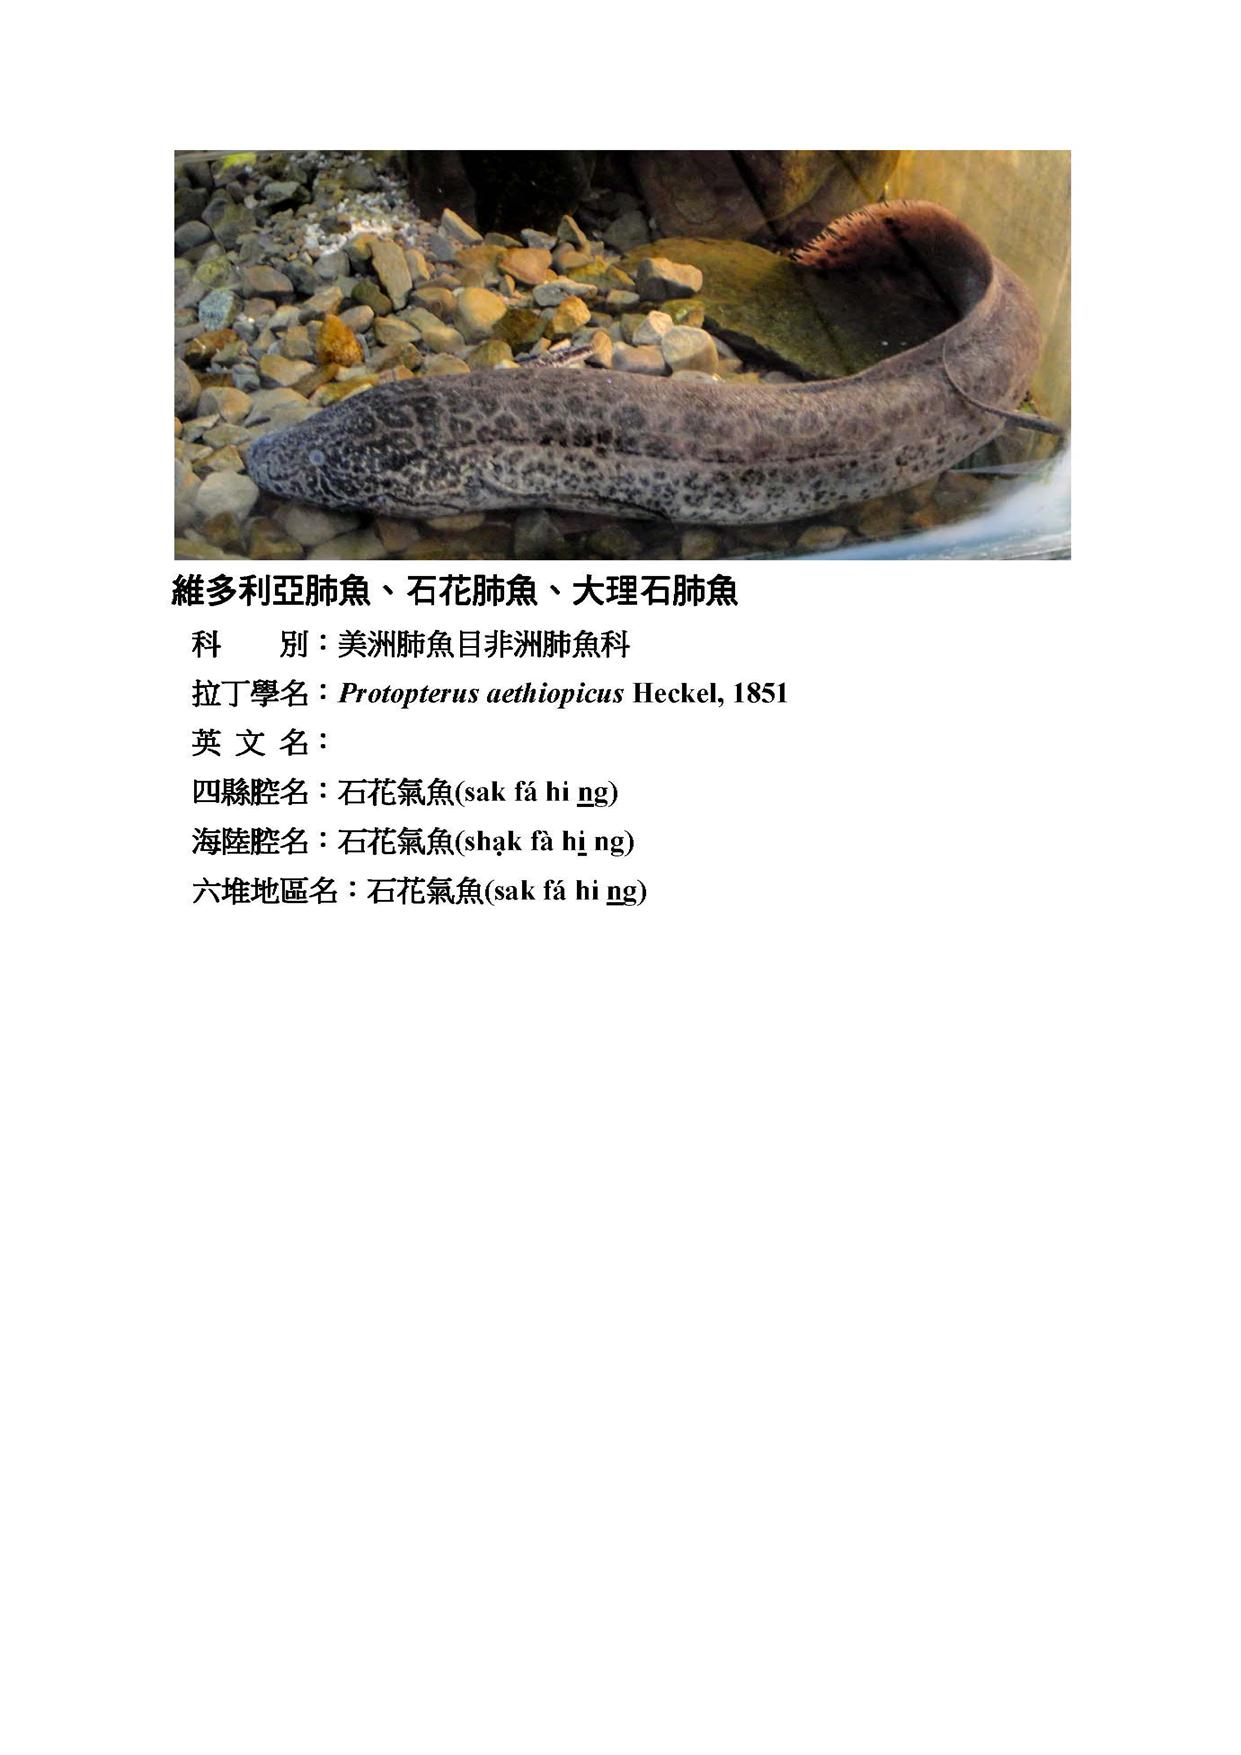 維多利亞肺魚、石花肺魚、大理石肺魚
科　　別：美洲肺魚目非洲肺魚科
拉丁學名：Protopterus aethiopicus Heckel, 1851
英 文 名：
四縣腔名：石花氣魚(sak fá hi ng)
海陸腔名：石花氣魚(shạk fà hi ng)
六堆地區名：石花氣魚(sak fá hi ng)